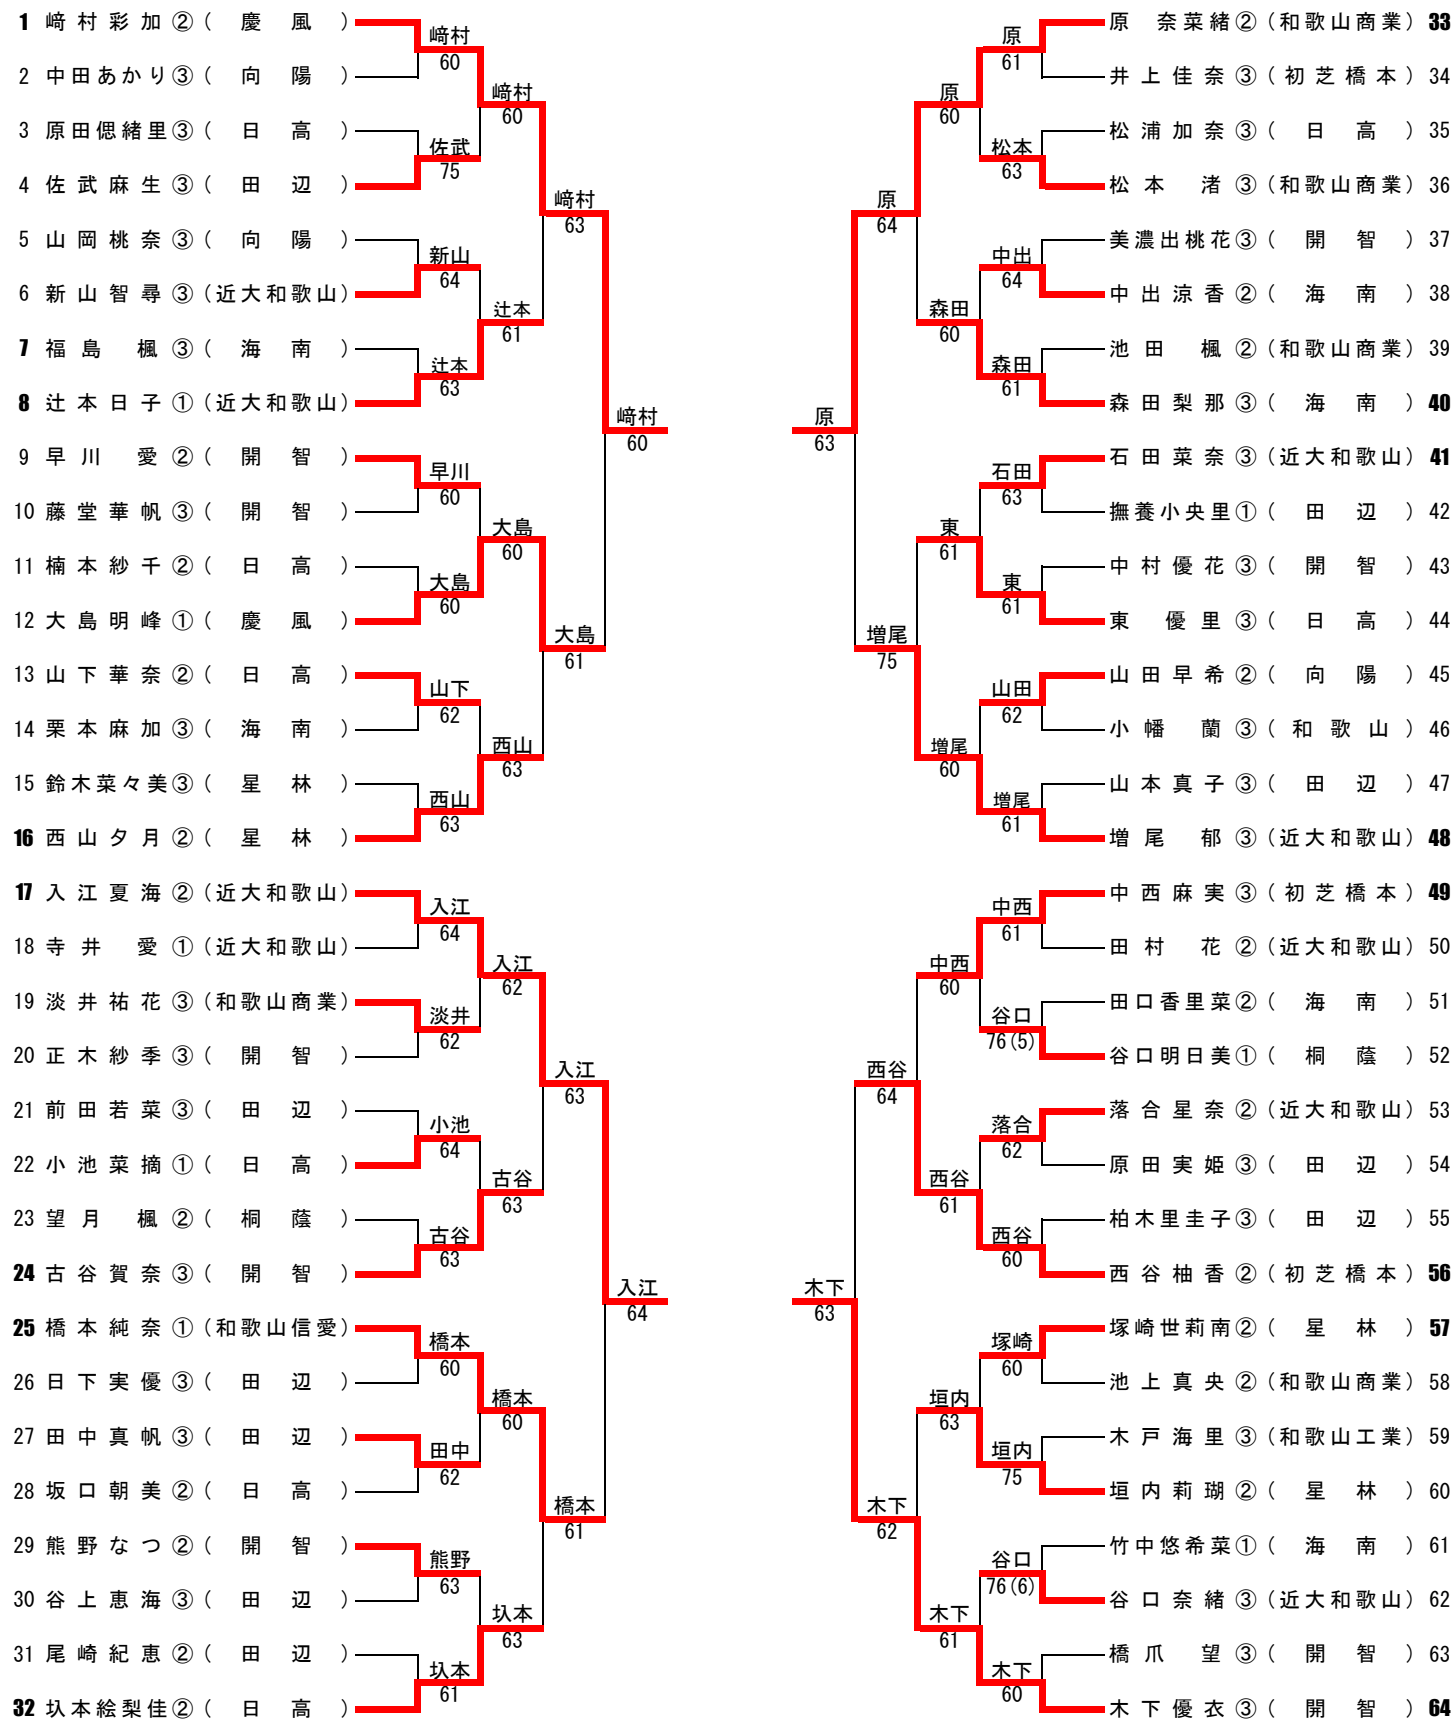 1 﨑村彩加②（慶風）
2 中田あかり③（向陽）
3 原田偲緒里③（日高）
4 佐武麻生③（田辺）
5 山岡桃奈③（向陽）
6 新山智尋③（近大和歌山）
7 福島楓③（海南）
8 辻本日子①（近大和歌山）
9 早川愛②（開智）
10 藤堂華帆③（開智）
11 楠本紗千②（日高）
12 大島明峰①（慶風）
13 山下華奈②（日高）
14 栗本麻加③（海南）
15 鈴木菜々美③（星林）
16 西山夕月②（星林）
17 入江夏海②（近大和歌山）
18 寺井愛①（近大和歌山）
19 淡井祐花③（和歌山商業）
20 正木紗季③（開智）
21 前田若菜③（田辺）
22 小池菜摘①（日高）
23 望月楓②（桐蔭）
24 古谷賀奈③（開智）
25 橋本純奈①（和歌山信愛）
26 日下実優③（田辺）
27 田中真帆③（田辺）
28 坂口朝美②（日高）
29 熊野なつ②（開智）
30 谷上恵海③（田辺）
31 尾崎紀恵②（田辺）
32 圦本絵梨佳②（日高）
﨑村
60
佐武
75
新山
64
辻本
63
早川
60
大島
60
山下
62
西山
63
入江
64
淡井
62
小池
64
古谷
63
橋本
60
田中
62
熊野
63
圦本
61
﨑村
60
辻本
61
大島
60
西山
63
入江
62
古谷
63
橋本
60
圦本
63
﨑村
63
大島
61
入江
63
橋本
61
﨑村
60
入江
64
原
63
木下
63
原
64
増尾
75
西谷
64
木下
62
原
60
森田
60
東
61
増尾
60
中西
60
西谷
61
垣内
63
木下
61
原
61
松本
63
中出
64
森田
61
石田
63
東
61
山田
62
増尾
61
中西
61
谷口
76(5)
落合
62
西谷
60
塚崎
60
垣内
75
谷口
76(6)
木下
60
原奈菜緒②（和歌山商業）33
井上佳奈③（初芝橋本）34
松浦加奈③（日高）35
松本渚③（和歌山商業）36
美濃出桃花③（開智）37
中出涼香②（海南）38
池田楓②（和歌山商業）39
森田梨那③（海南）40
石田菜奈③（近大和歌山）41
撫養小央里①（田辺）42
中村優花③（開智）43
東優里③（日高）44
山田早希②（向陽）45
小幡蘭③（和歌山）46
山本真子③（田辺）47
増尾郁③（近大和歌山）48
中西麻実③（初芝橋本）49
田村花②（近大和歌山）50
田口香里菜②（海南）51
谷口明日美①（桐蔭）52
落合星奈②（近大和歌山）53
原田実姫③（田辺）54
柏木里圭子③（田辺）55
西谷柚香②（初芝橋本）56
塚崎世莉南②（星林）57
池上真央②（和歌山商業）58
木戸海里③（和歌山工業）59
垣内莉瑚②（星林）60
竹中悠希菜①（海南）61
谷口奈緒③（近大和歌山）62
橋爪望③（開智）63
木下優衣③（開智）64